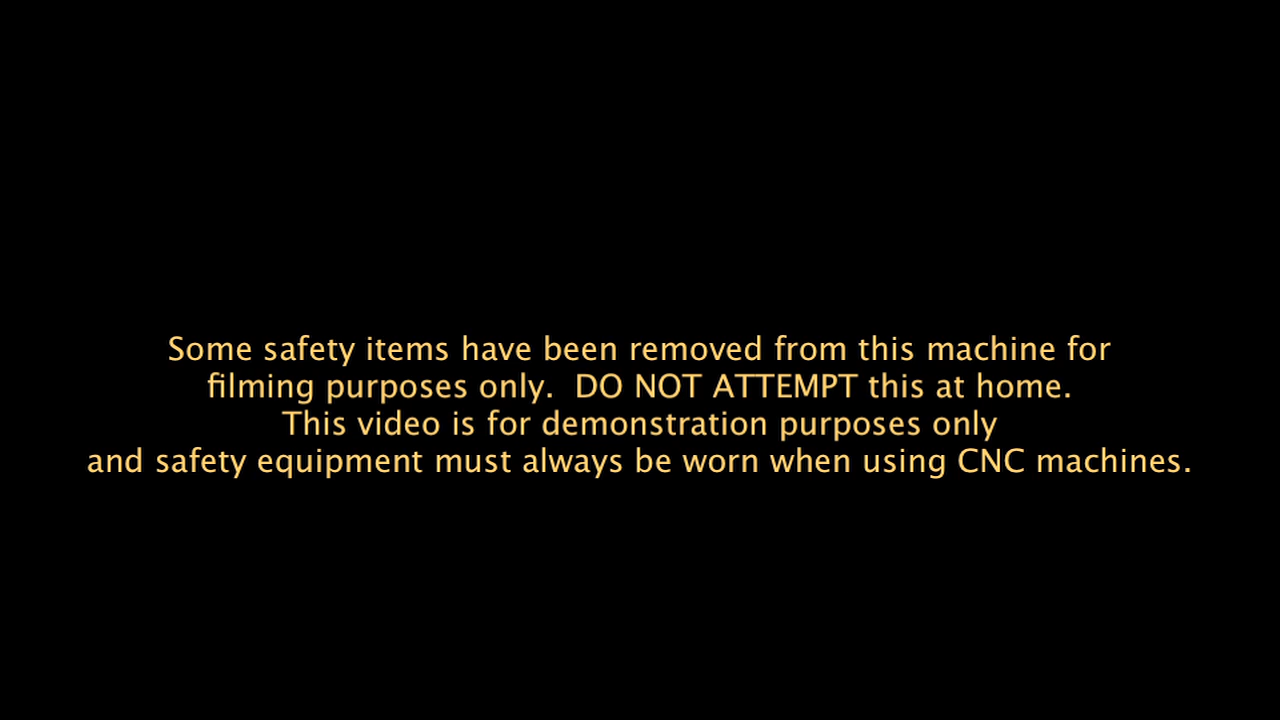 Some safety items have been removed from this machine for
filming purposes only.  DO NOT ATTEMPT this at home.
This video is for demonstration purposes only
and safety equipment must always be worn when using CNC machines.